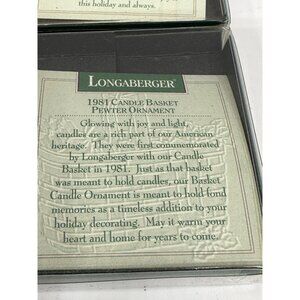 this holiday and always.
LONGABERGER
1981 CANDLE BASKET
PEWTER ORNAMENT
Glowing with joy and light,
candles are a rich part of our American
heritage. They were first commemorated
by Longaberger with our Candle
Basket in 1981. Just as that basket
was meant to hold candles, our Basket
Candle Ornament is meant to hold fond
memories as a timeless addition to your
holiday decorating. May it warm your
heart and home for years to come.